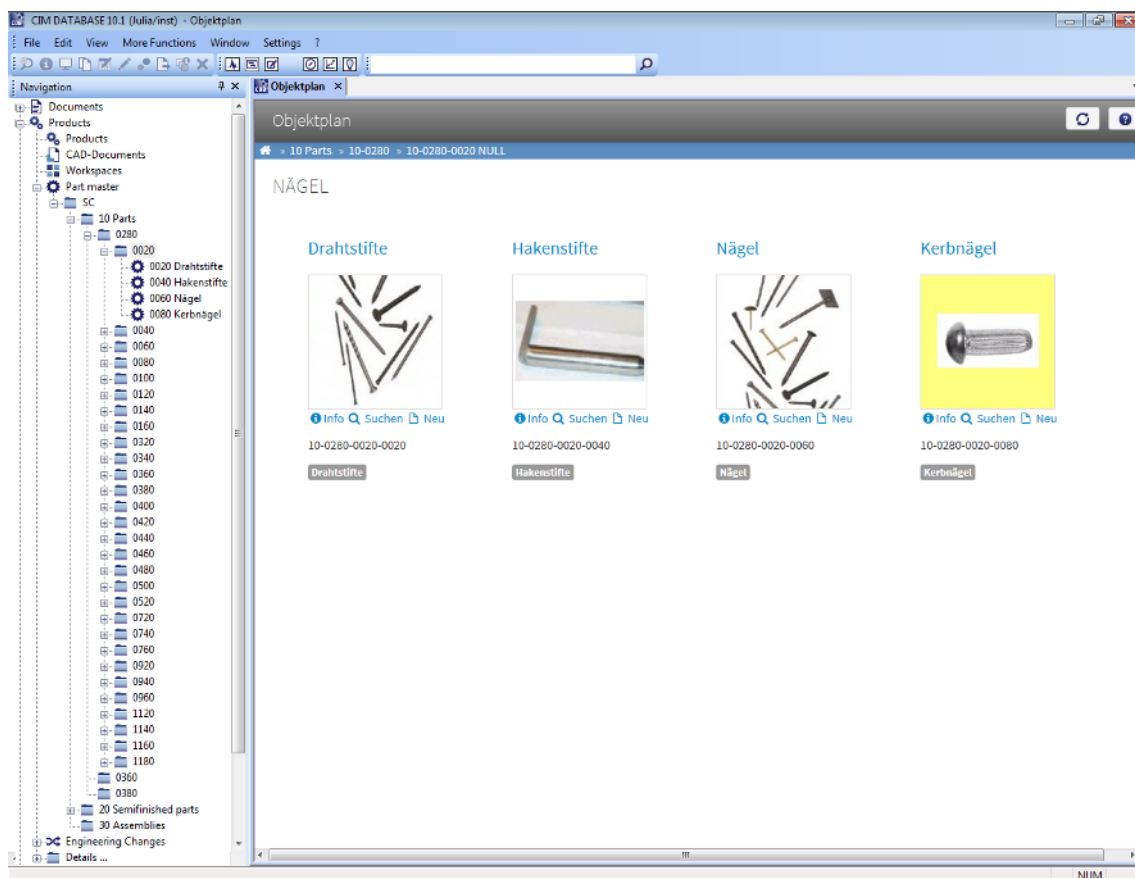 CIM DATABASE 10.1 (Julia/inst) - Objektplan
File Edit View More Functions Window Settings ?
Navigation
Documents
Products
Products
CAD-Documents
Workspaces
Part master
SC
10 Parts
0280
0020
0020 Drahtstifte
0040 Hakenstifte
0060 Nägel
0080 Kerbnägel
0040
0060
0080
0100
0120
0140
0160
0320
0340
0360
0380
0400
0420
0440
0460
0480
0500
0520
0720
0740
0760
0920
0940
0960
1120
1140
1160
1180
0360
0380
20 Semifinished parts
30 Assemblies
Engineering Changes
Details ...
Objektplan
Objektplan
» 10 Parts » 10-0280 » 10-0280-0020 NULL
NÄGEL
Drahtstifte Hakenstifte Nägel Kerbnägel
Info Suchen Neu Info Suchen Neu Info Suchen Neu Info Suchen Neu
10-0280-0020-0020 10-0280-0020-0040 10-0280-0020-0060 10-0280-0020-0080
Drahtstifte Hakenstifte Nägel Kerbnägel
NUM